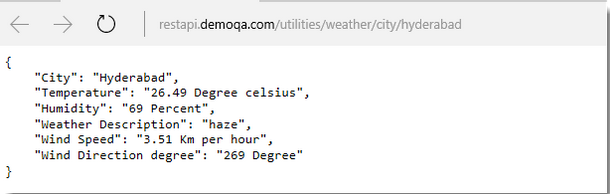 restapi.demoqa.com/utilities/weather/city/hyderabad
{
    "City": "Hyderabad",
    "Temperature": "26.49 Degree celsius",
    "Humidity": "69 Percent",
    "Weather Description": "haze",
    "Wind Speed": "3.51 Km per hour",
    "Wind Direction degree": "269 Degree"
}